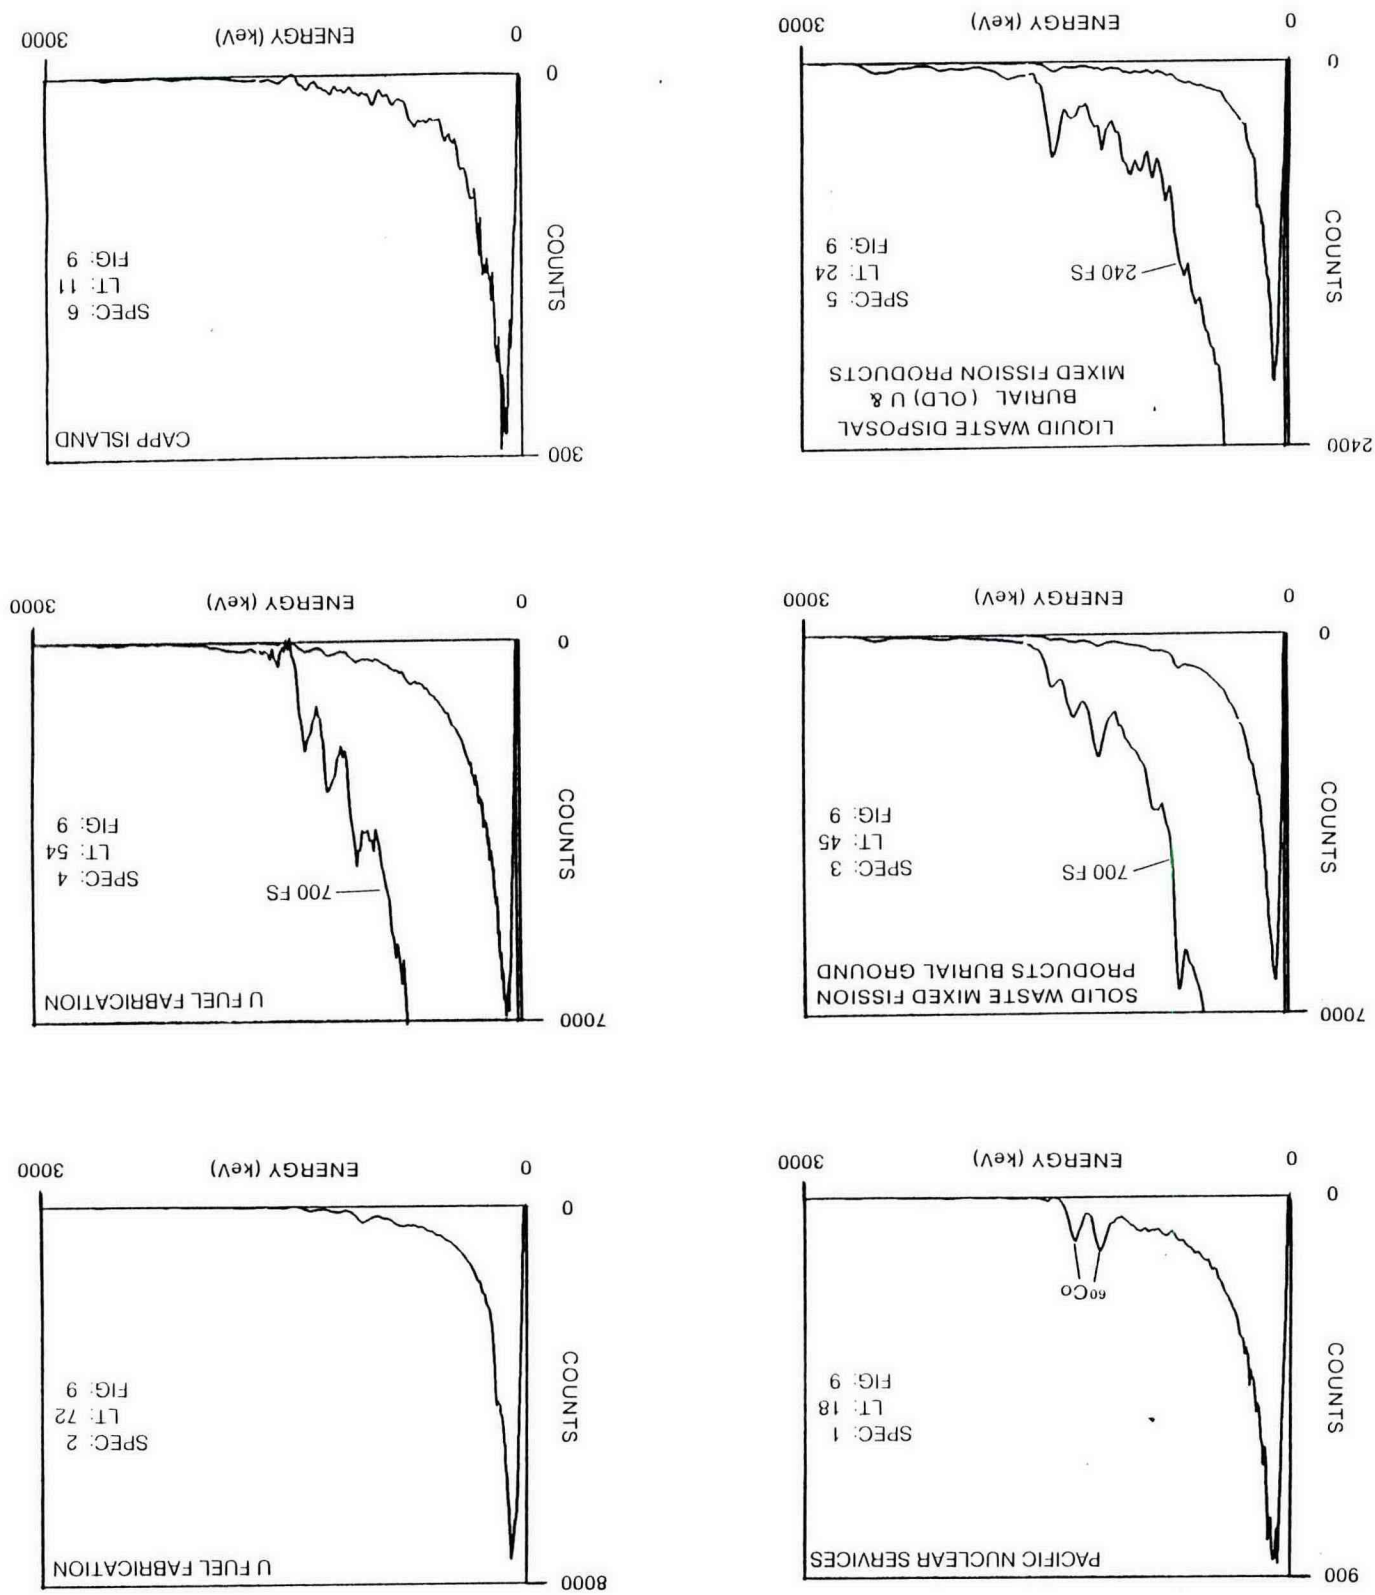 900
PACIFIC NUCLEAR SERVICES
SPEC: 1
LT: 18
FIG: 9
COUNTS
⁶⁰Co
0
0
ENERGY (keV)
3000
8000
U FUEL FABRICATION
SPEC: 2
LT: 72
FIG: 9
COUNTS
0
0
ENERGY (keV)
3000
7000
SOLID WASTE MIXED FISSION
PRODUCTS BURIAL GROUND
700 FS
SPEC: 3
LT: 45
FIG: 9
COUNTS
0
0
ENERGY (keV)
3000
7000
U FUEL FABRICATION
700 FS
SPEC: 4
LT: 54
FIG: 9
COUNTS
0
0
ENERGY (keV)
3000
2400
LIQUID WASTE DISPOSAL
BURIAL (OLD) U &
MIXED FISSION PRODUCTS
SPEC: 5
LT: 24
FIG: 9
240 FS
COUNTS
0
0
ENERGY (keV)
3000
300
CAPP ISLAND
SPEC: 6
LT: 11
FIG: 9
COUNTS
0
0
ENERGY (keV)
3000